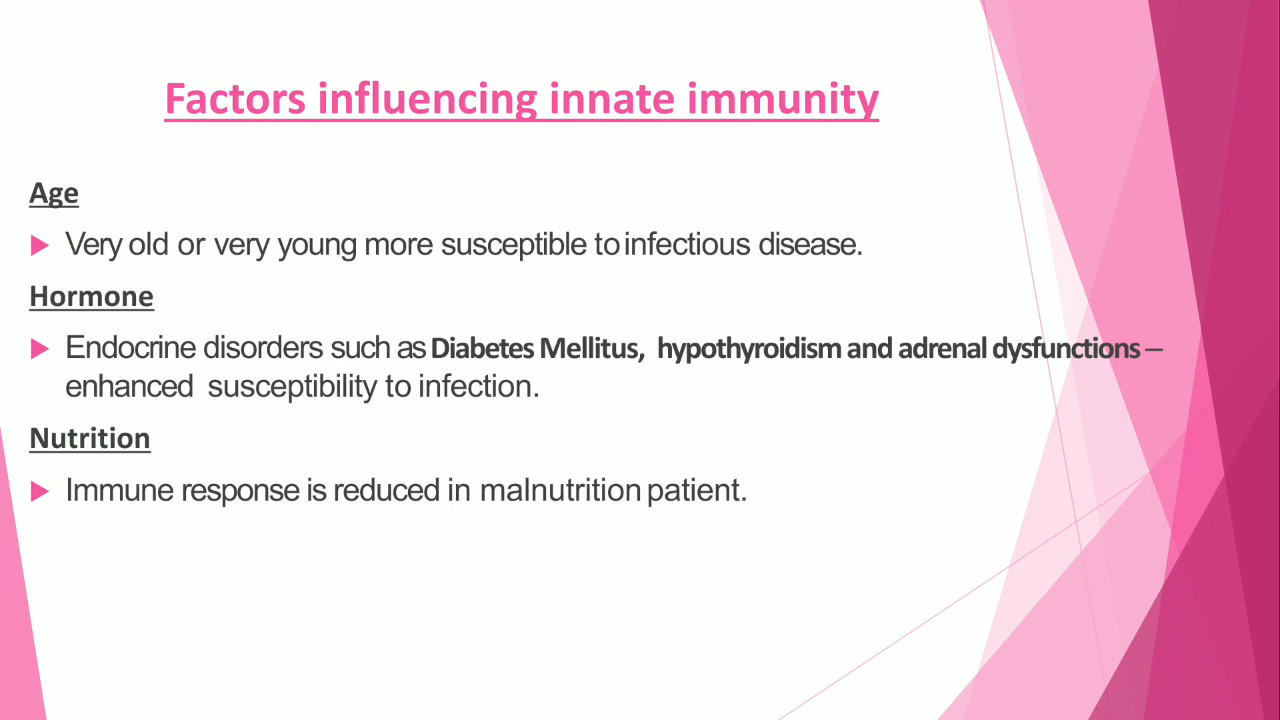 Factors influencing innate immunity
Age
Very old or very young more susceptible to infectious disease.
Hormone
Endocrine disorders such as Diabetes Mellitus, hypothyroidism and adrenal dysfunctions –
enhanced susceptibility to infection.
Nutrition
Immune response is reduced in malnutrition patient.